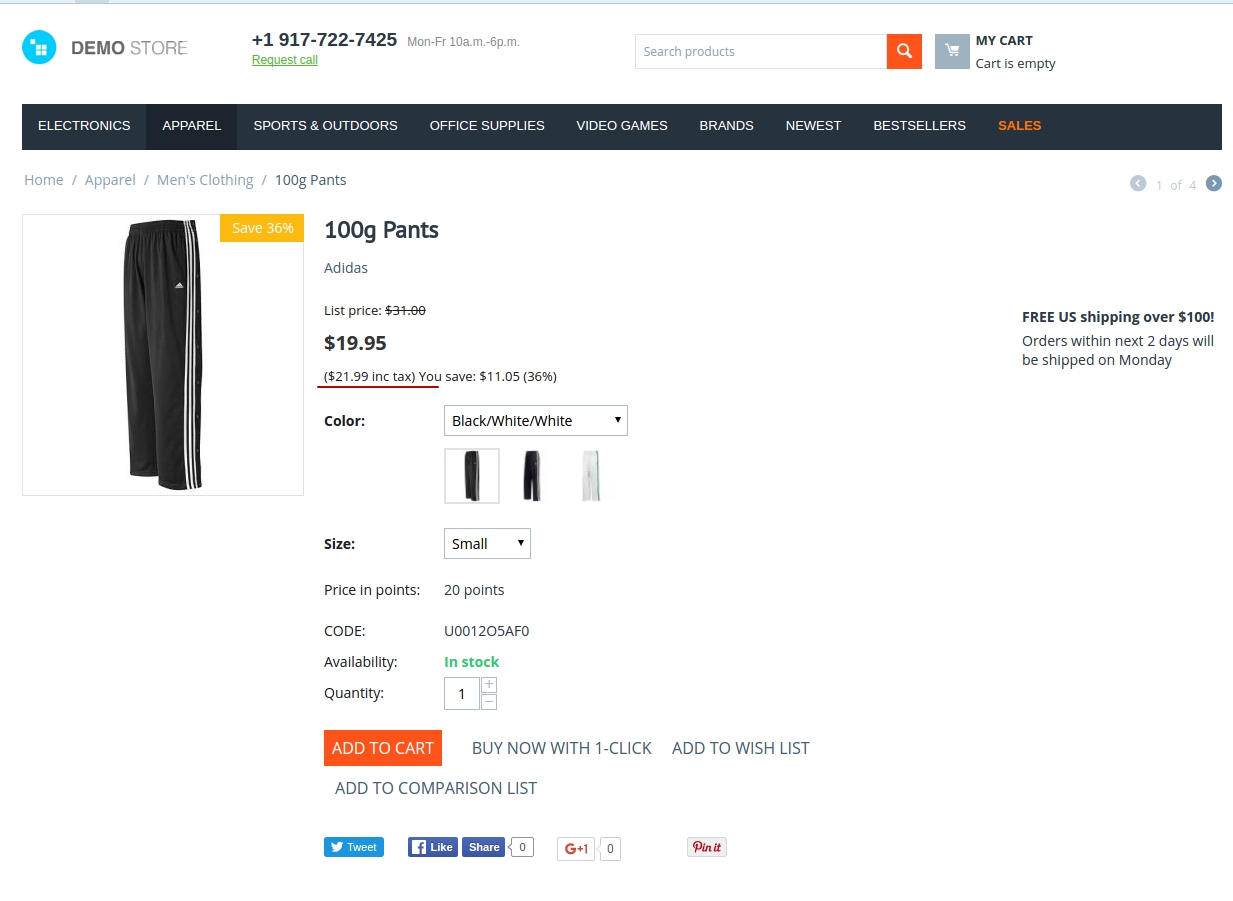 DEMO STORE
+1 917-722-7425 Mon-Fr 10a.m.-6p.m.
Request call
Search products
MY CART
Cart is empty
ELECTRONICS APPAREL SPORTS & OUTDOORS OFFICE SUPPLIES VIDEO GAMES BRANDS NEWEST BESTSELLERS SALES
Home / Apparel / Men's Clothing / 100g Pants
1 of 4
Save 36%
100g Pants
Adidas
List price: $31.00
$19.95
($21.99 inc tax) You save: $11.05 (36%)
FREE US shipping over $100!
Orders within next 2 days will
be shipped on Monday
Color: Black/White/White
Size: Small
Price in points: 20 points
CODE: U0012O5AF0
Availability: In stock
Quantity: 1 + −
ADD TO CART BUY NOW WITH 1-CLICK ADD TO WISH LIST
ADD TO COMPARISON LIST
Tweet Like Share 0 G+1 0 Pin it